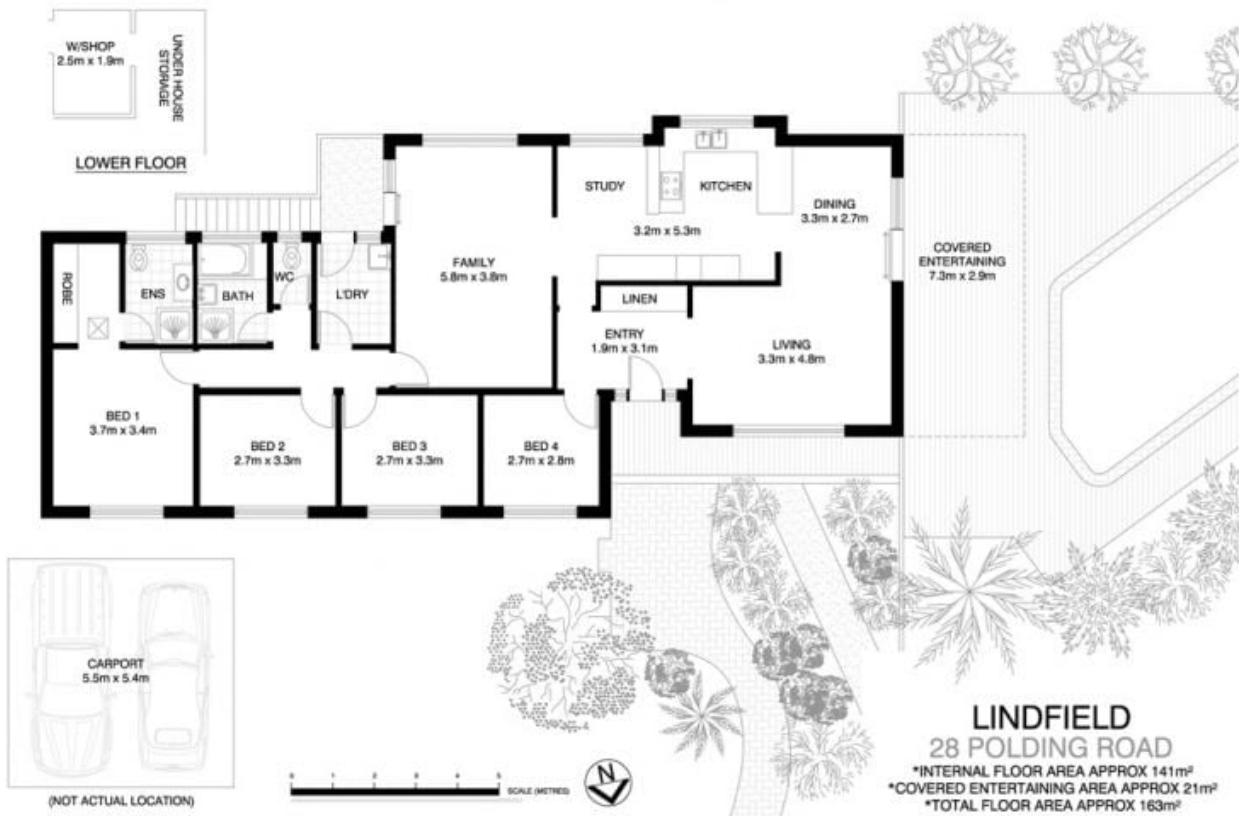 W/SHOP
2.5m x 1.9m
UNDER HOUSE
STORAGE
LOWER FLOOR
STUDY
KITCHEN
DINING
3.3m x 2.7m
3.2m x 5.3m
FAMILY
5.8m x 3.8m
COVERED
ENTERTAINING
7.3m x 2.9m
ROBE
ENS
BATH
WC
L'DRY
LINEN
ENTRY
1.9m x 3.1m
LIVING
3.3m x 4.8m
BED 1
3.7m x 3.4m
BED 2
2.7m x 3.3m
BED 3
2.7m x 3.3m
BED 4
2.7m x 2.8m
CARPORT
5.5m x 5.4m
(NOT ACTUAL LOCATION)
0 1 2 3 4 5
SCALE (METRES)
N
LINDFIELD
28 POLDING ROAD
*INTERNAL FLOOR AREA APPROX 141m²
*COVERED ENTERTAINING AREA APPROX 21m²
*TOTAL FLOOR AREA APPROX 163m²